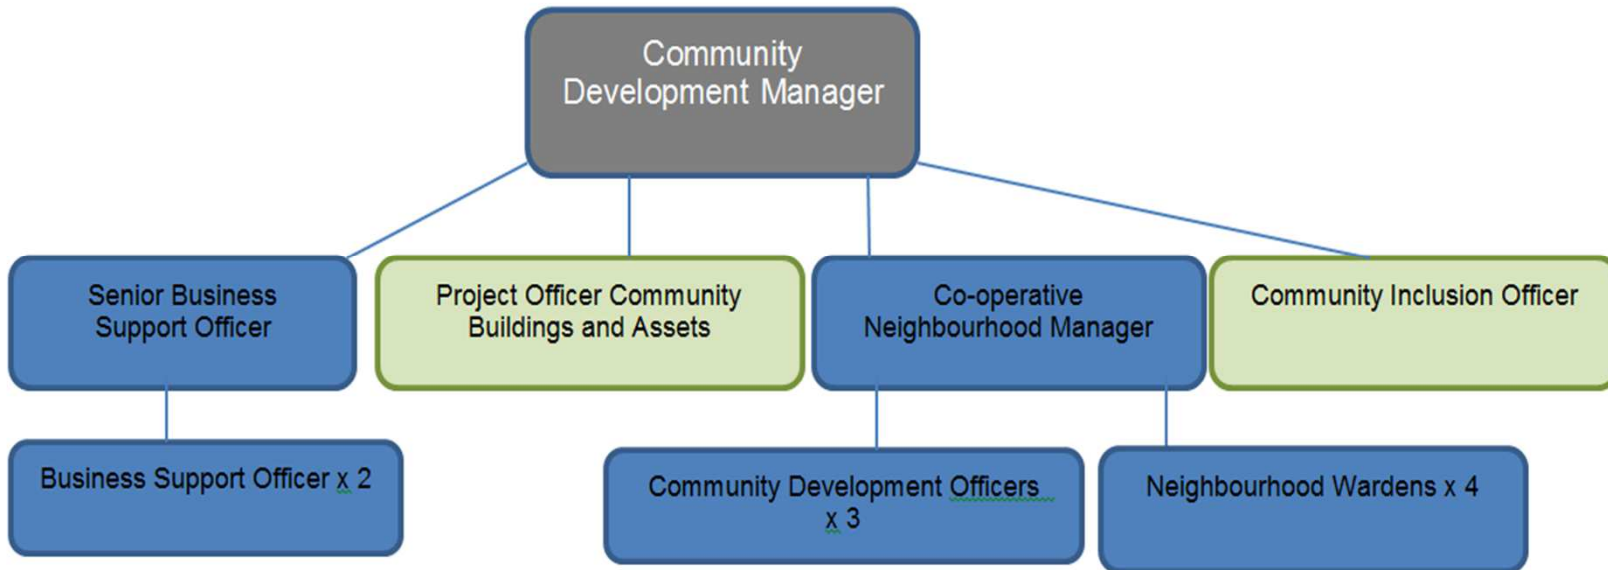 Community
Development Manager
Senior Business
Support Officer
Project Officer Community
Buildings and Assets
Co-operative
Neighbourhood Manager
Community Inclusion Officer
Business Support Officer x 2
Community Development Officers
x 3
Neighbourhood Wardens x 4